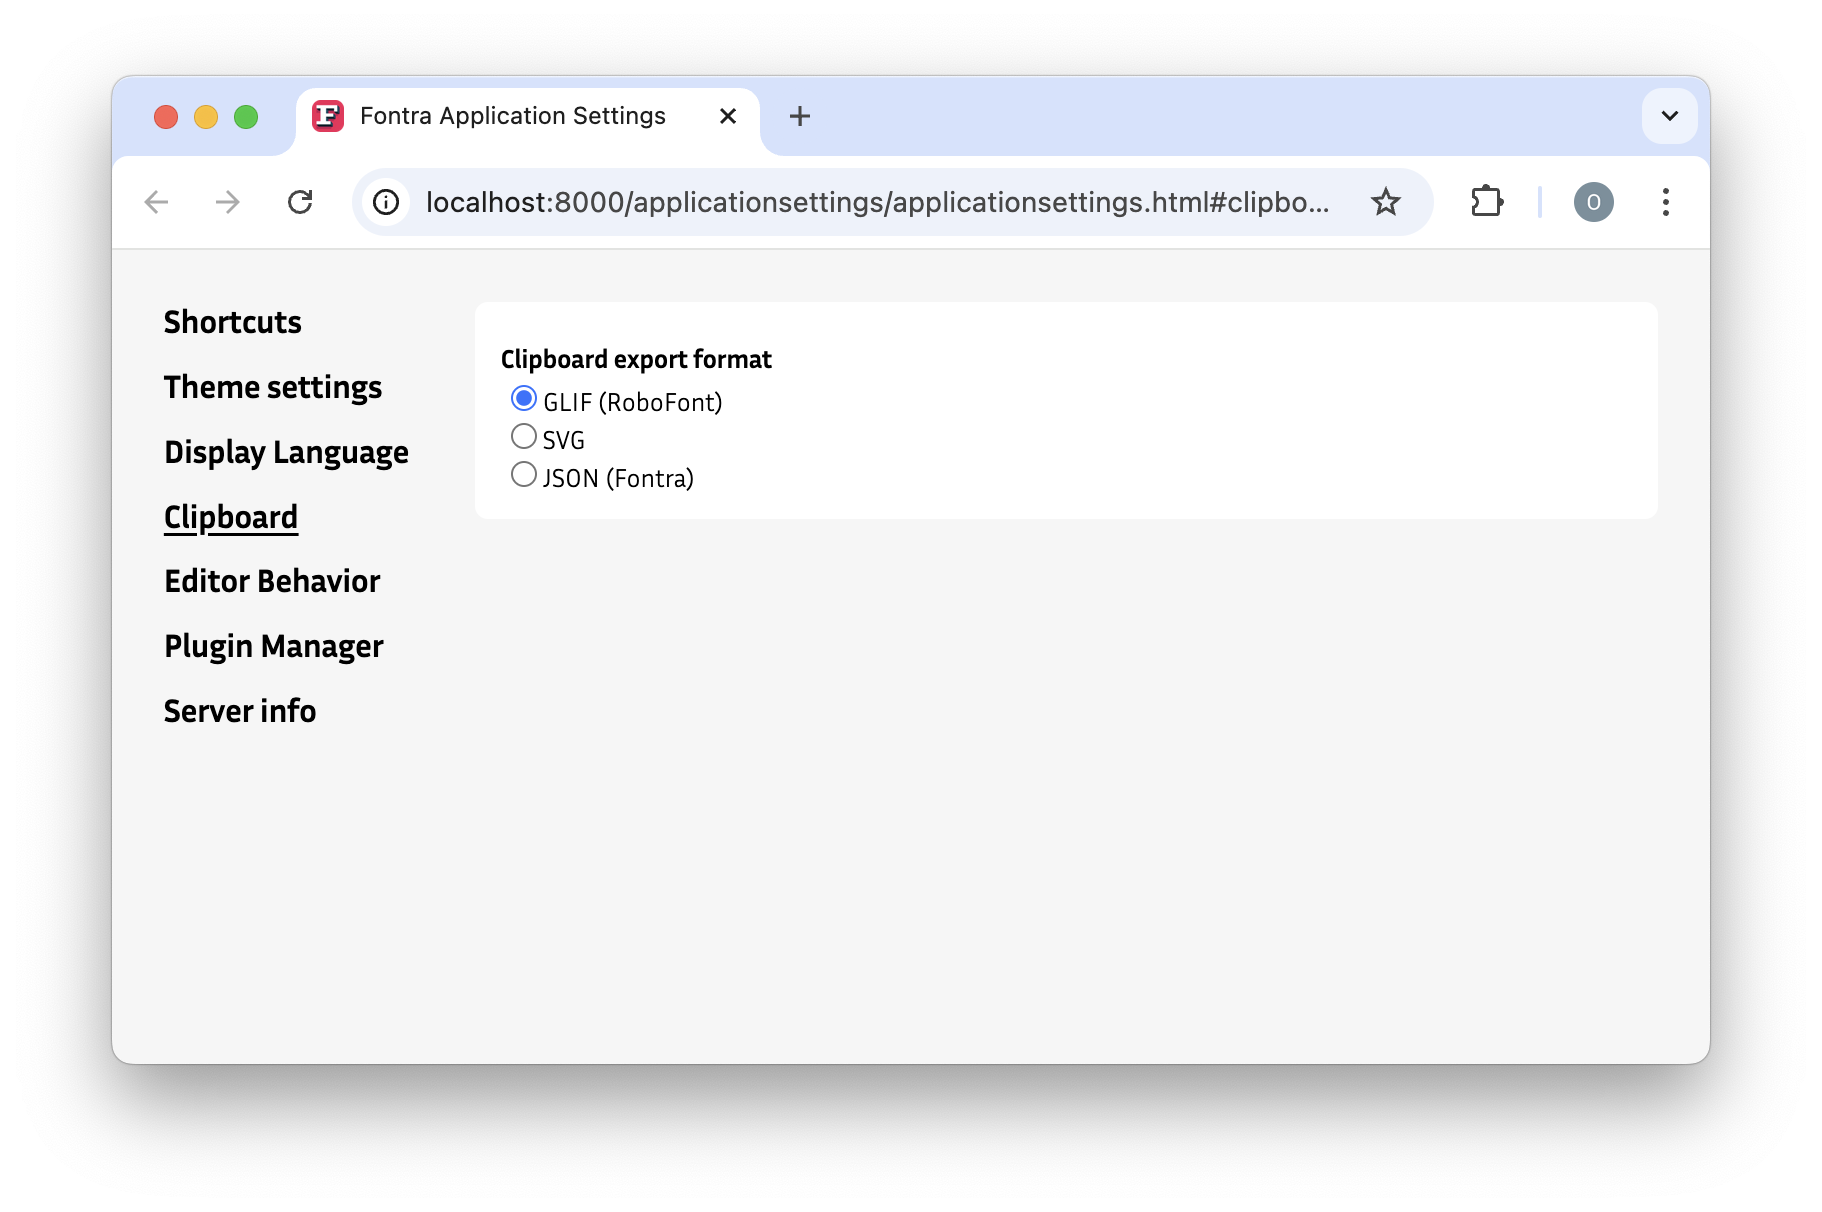 Fontra Application Settings
localhost:8000/applicationsettings/applicationsettings.html#clipbo...
O
Shortcuts
Theme settings
Display Language
Clipboard
Editor Behavior
Plugin Manager
Server info
Clipboard export format
GLIF (RoboFont)
SVG
JSON (Fontra)